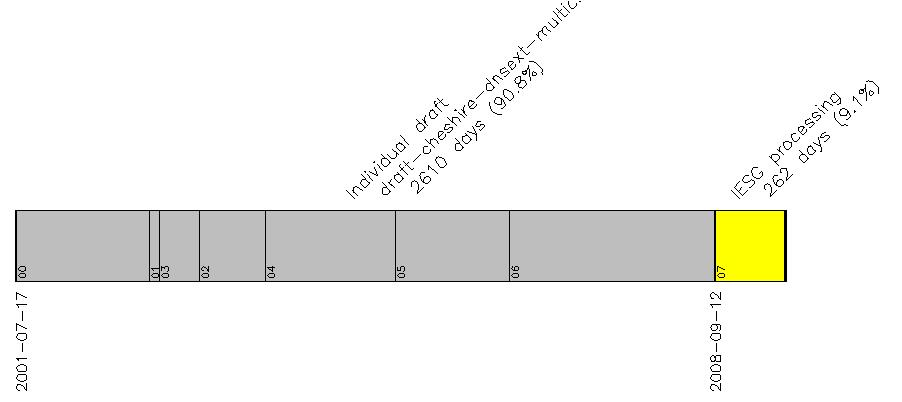 Individual draft
draft-cheshire-dnsext-multic
2610 days (90.8%)
IESG processing
262 days (9.1%)
00
01
03
02
04
05
06
07
2001-07-17
2008-09-12